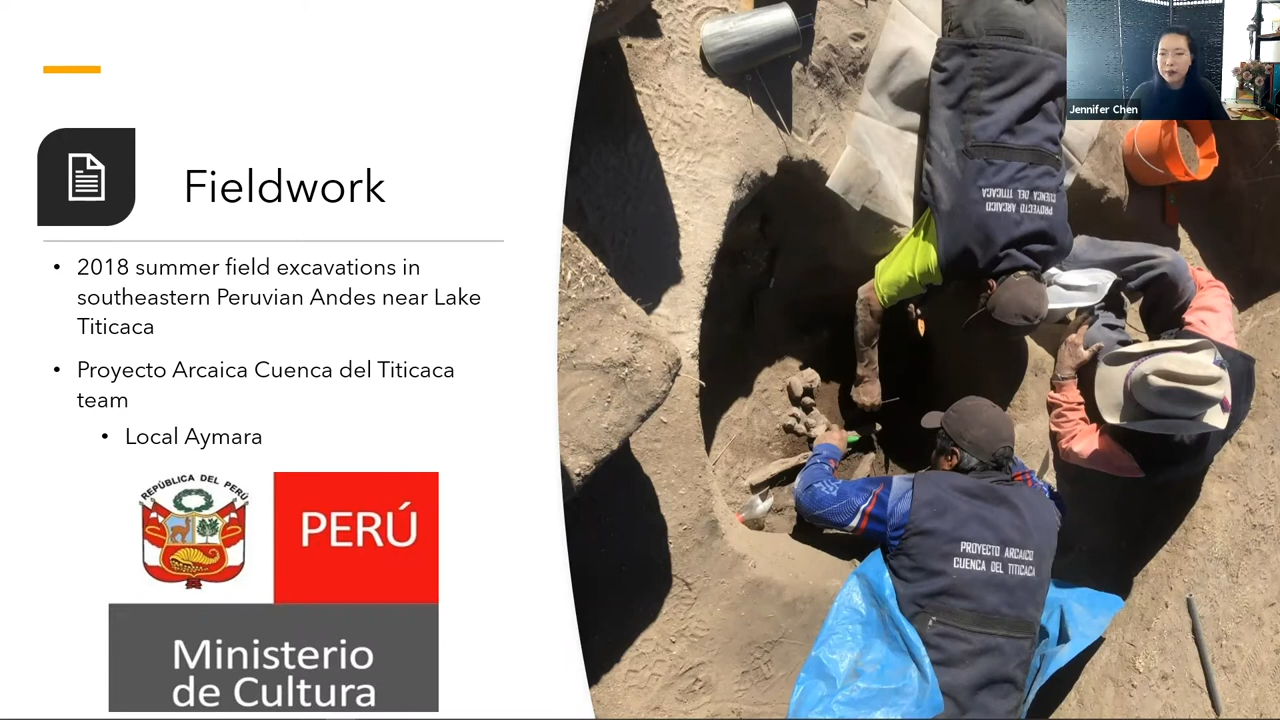 Jennifer Chen
Fieldwork
• 2018 summer field excavations in
southeastern Peruvian Andes near Lake
Titicaca
• Proyecto Arcaica Cuenca del Titicaca
team
• Local Aymara
REPÚBLICA DEL PERÚ
PERÚ
Ministerio
de Cultura
PROYECTO ARCAICO
CUENCA DEL TITICACA
PROYECTO ARCAICO
CUENCA DEL TITICACA